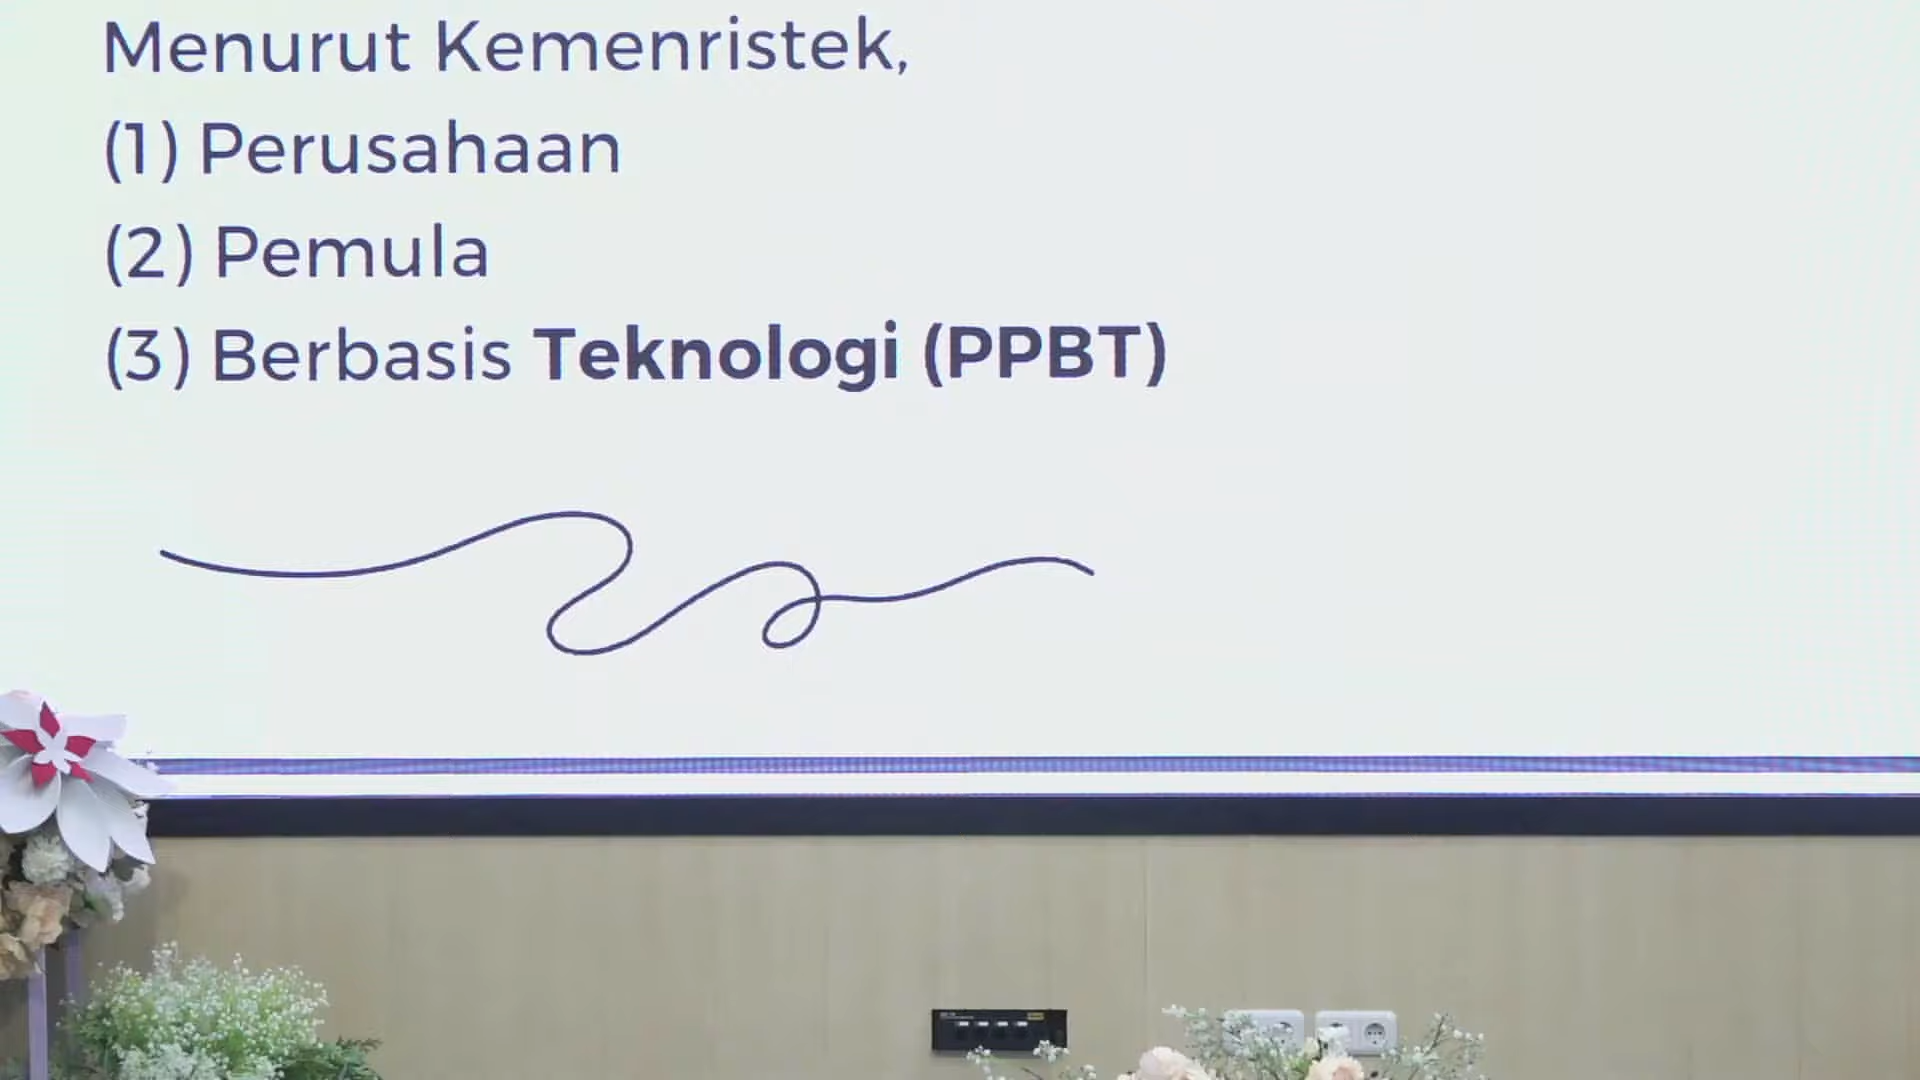 Menurut Kemenristek,
(1) Perusahaan
(2) Pemula
(3) Berbasis Teknologi (PPBT)